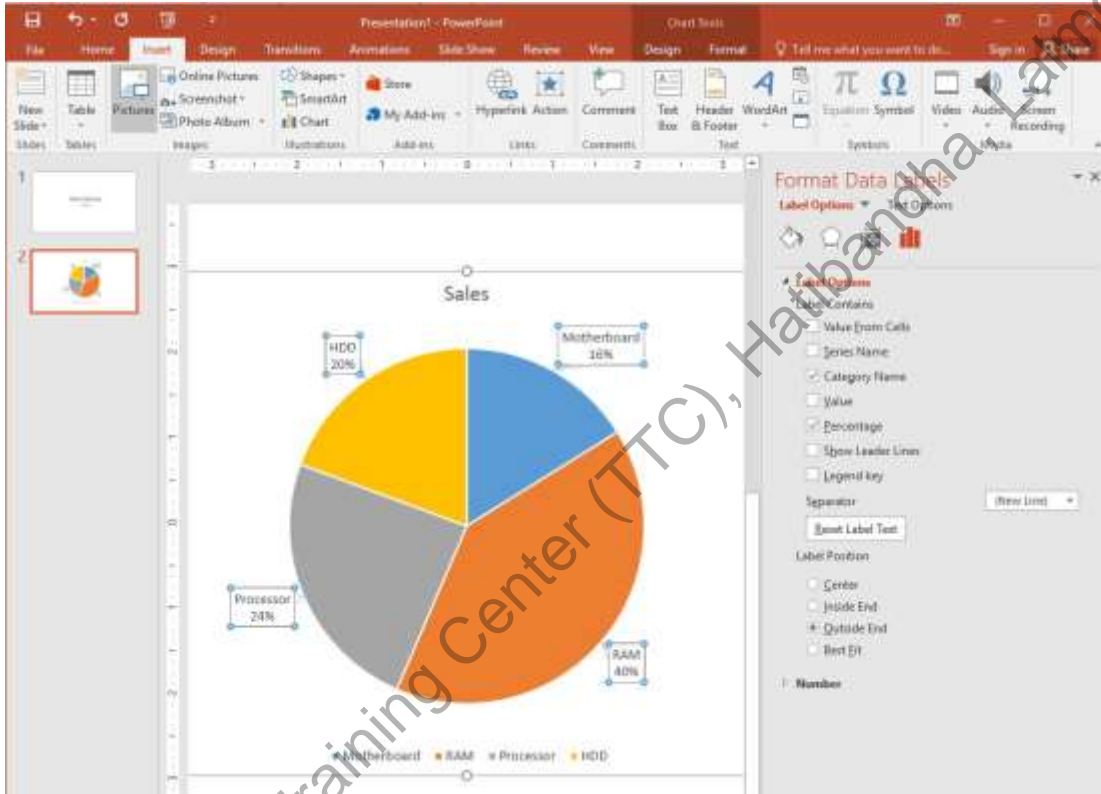 Presentation1 - PowerPoint
Chart Tools
File Home Insert Design Transitions Animations Slide Show Review View Design Format Tell me what you want to do... Sign in Share
New Slide
Table
Pictures
Online Pictures
Screenshot
Photo Album
Shapes
SmartArt
Chart
Store
My Add-ins
Hyperlink Action
Comment
Text Box
Header & Footer
WordArt
Equation Symbol
Video Audio Screen Recording
Slides Tables Images Illustrations Add-ins Links Comments Text Symbols Media
1
2
Sales
HDD
20%
Motherboard
16%
Processor
24%
RAM
40%
Motherboard RAM Processor HDD
Format Data Labels
Label Options Text Options
Label Options
Label Contains
Value From Cells
Series Name
Category Name
Value
Percentage
Show Leader Lines
Legend key
Separator (New Line)
Reset Label Text
Label Position
Center
Inside End
Outside End
Best Fit
Number
Training Center (TTC), Hatibandha, Lalm